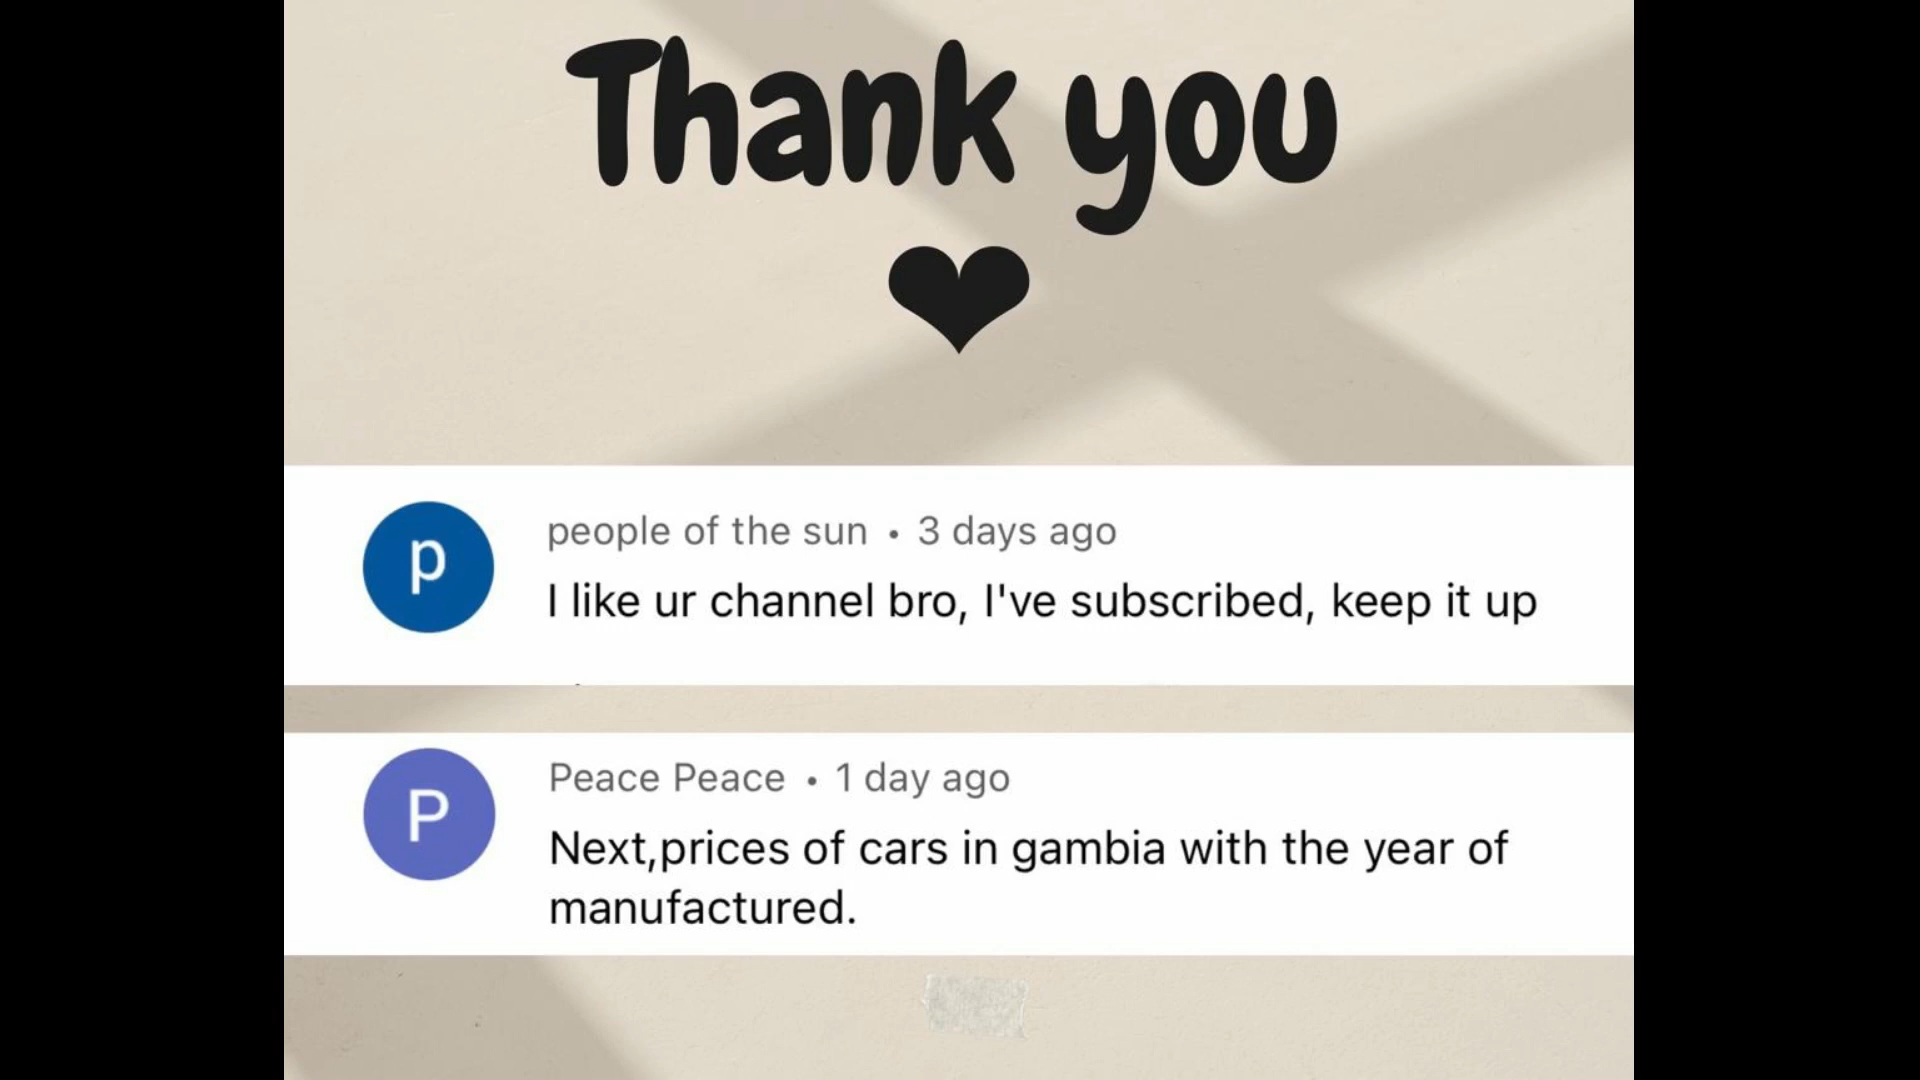 Thank you
❤
p
people of the sun • 3 days ago
I like ur channel bro, I've subscribed, keep it up
P
Peace Peace • 1 day ago
Next,prices of cars in gambia with the year of
manufactured.